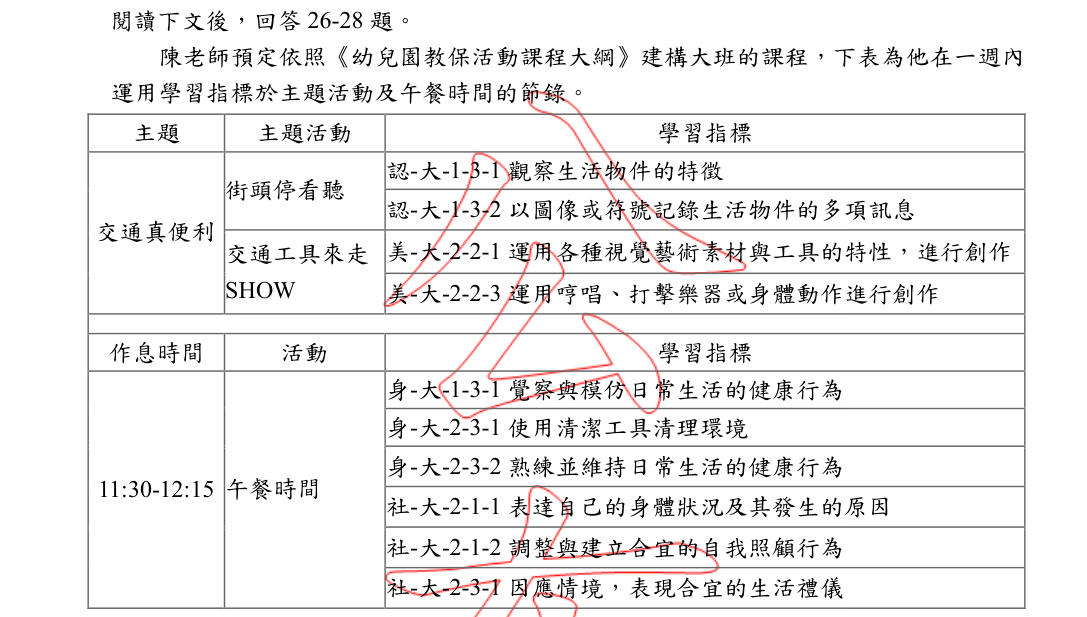 閱讀下文後，回答 26-28 題。
陳老師預定依照《幼兒園教保活動課程大綱》建構大班的課程，下表為他在一週內
運用學習指標於主題活動及午餐時間的節錄。
主題 主題活動 學習指標
交通真便利
街頭停看聽
認-大-1-3-1 觀察生活物件的特徵
認-大-1-3-2 以圖像或符號記錄生活物件的多項訊息
交通工具來走
SHOW
美-大-2-2-1 運用各種視覺藝術素材與工具的特性，進行創作
美-大-2-2-3 運用哼唱、打擊樂器或身體動作進行創作
作息時間 活動 學習指標
11:30-12:15
午餐時間
身-大-1-3-1 覺察與模仿日常生活的健康行為
身-大-2-3-1 使用清潔工具清理環境
身-大-2-3-2 熟練並維持日常生活的健康行為
社-大-2-1-1 表達自己的身體狀況及其發生的原因
社-大-2-1-2 調整與建立合宜的自我照顧行為
社-大-2-3-1 因應情境，表現合宜的生活禮儀
公